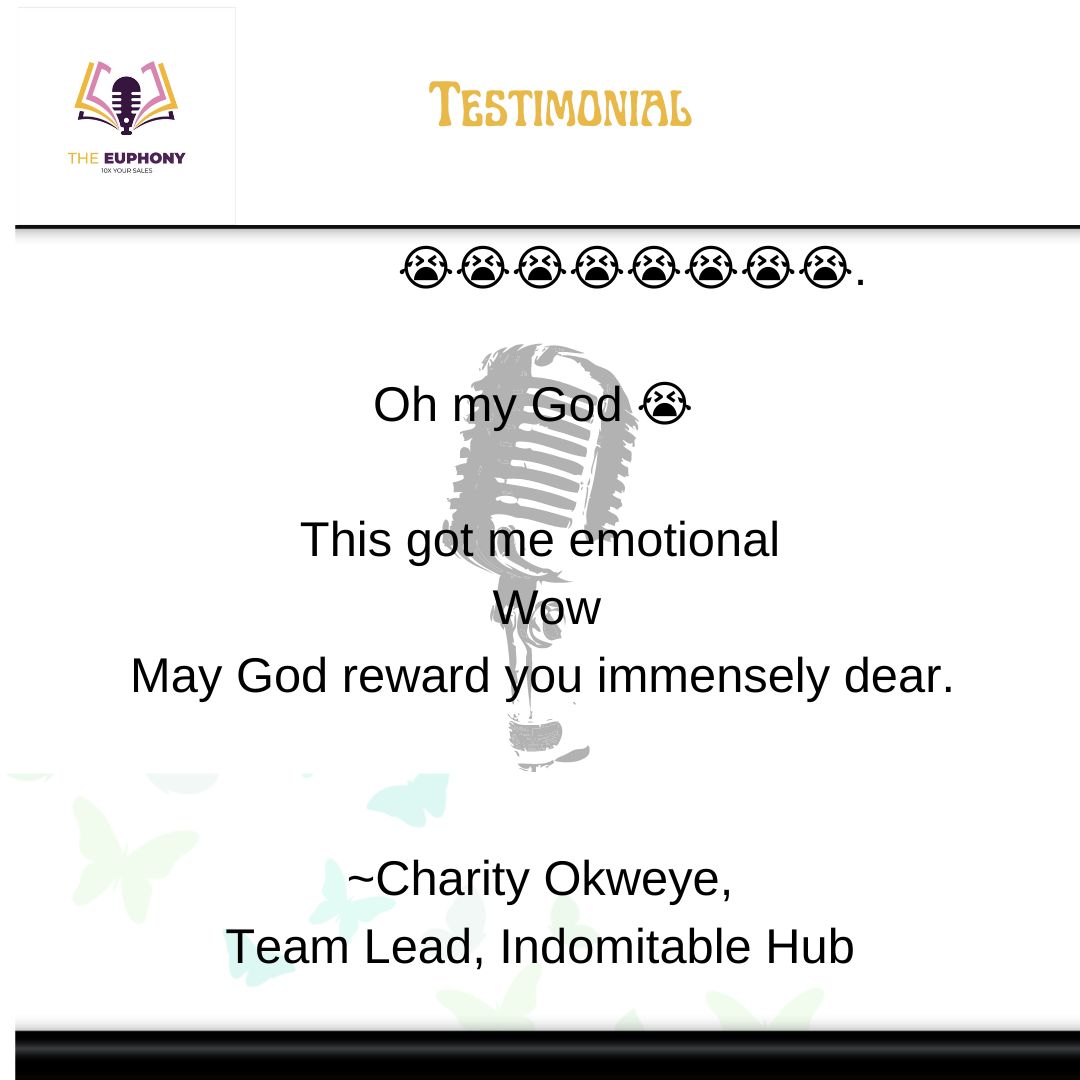 THE EUPHONY
10X YOUR SALES
TESTIMONIAL
😭😭😭😭😭😭😭😭.
Oh my God 😭
This got me emotional
Wow
May God reward you immensely dear.
~Charity Okweye,
Team Lead, Indomitable Hub